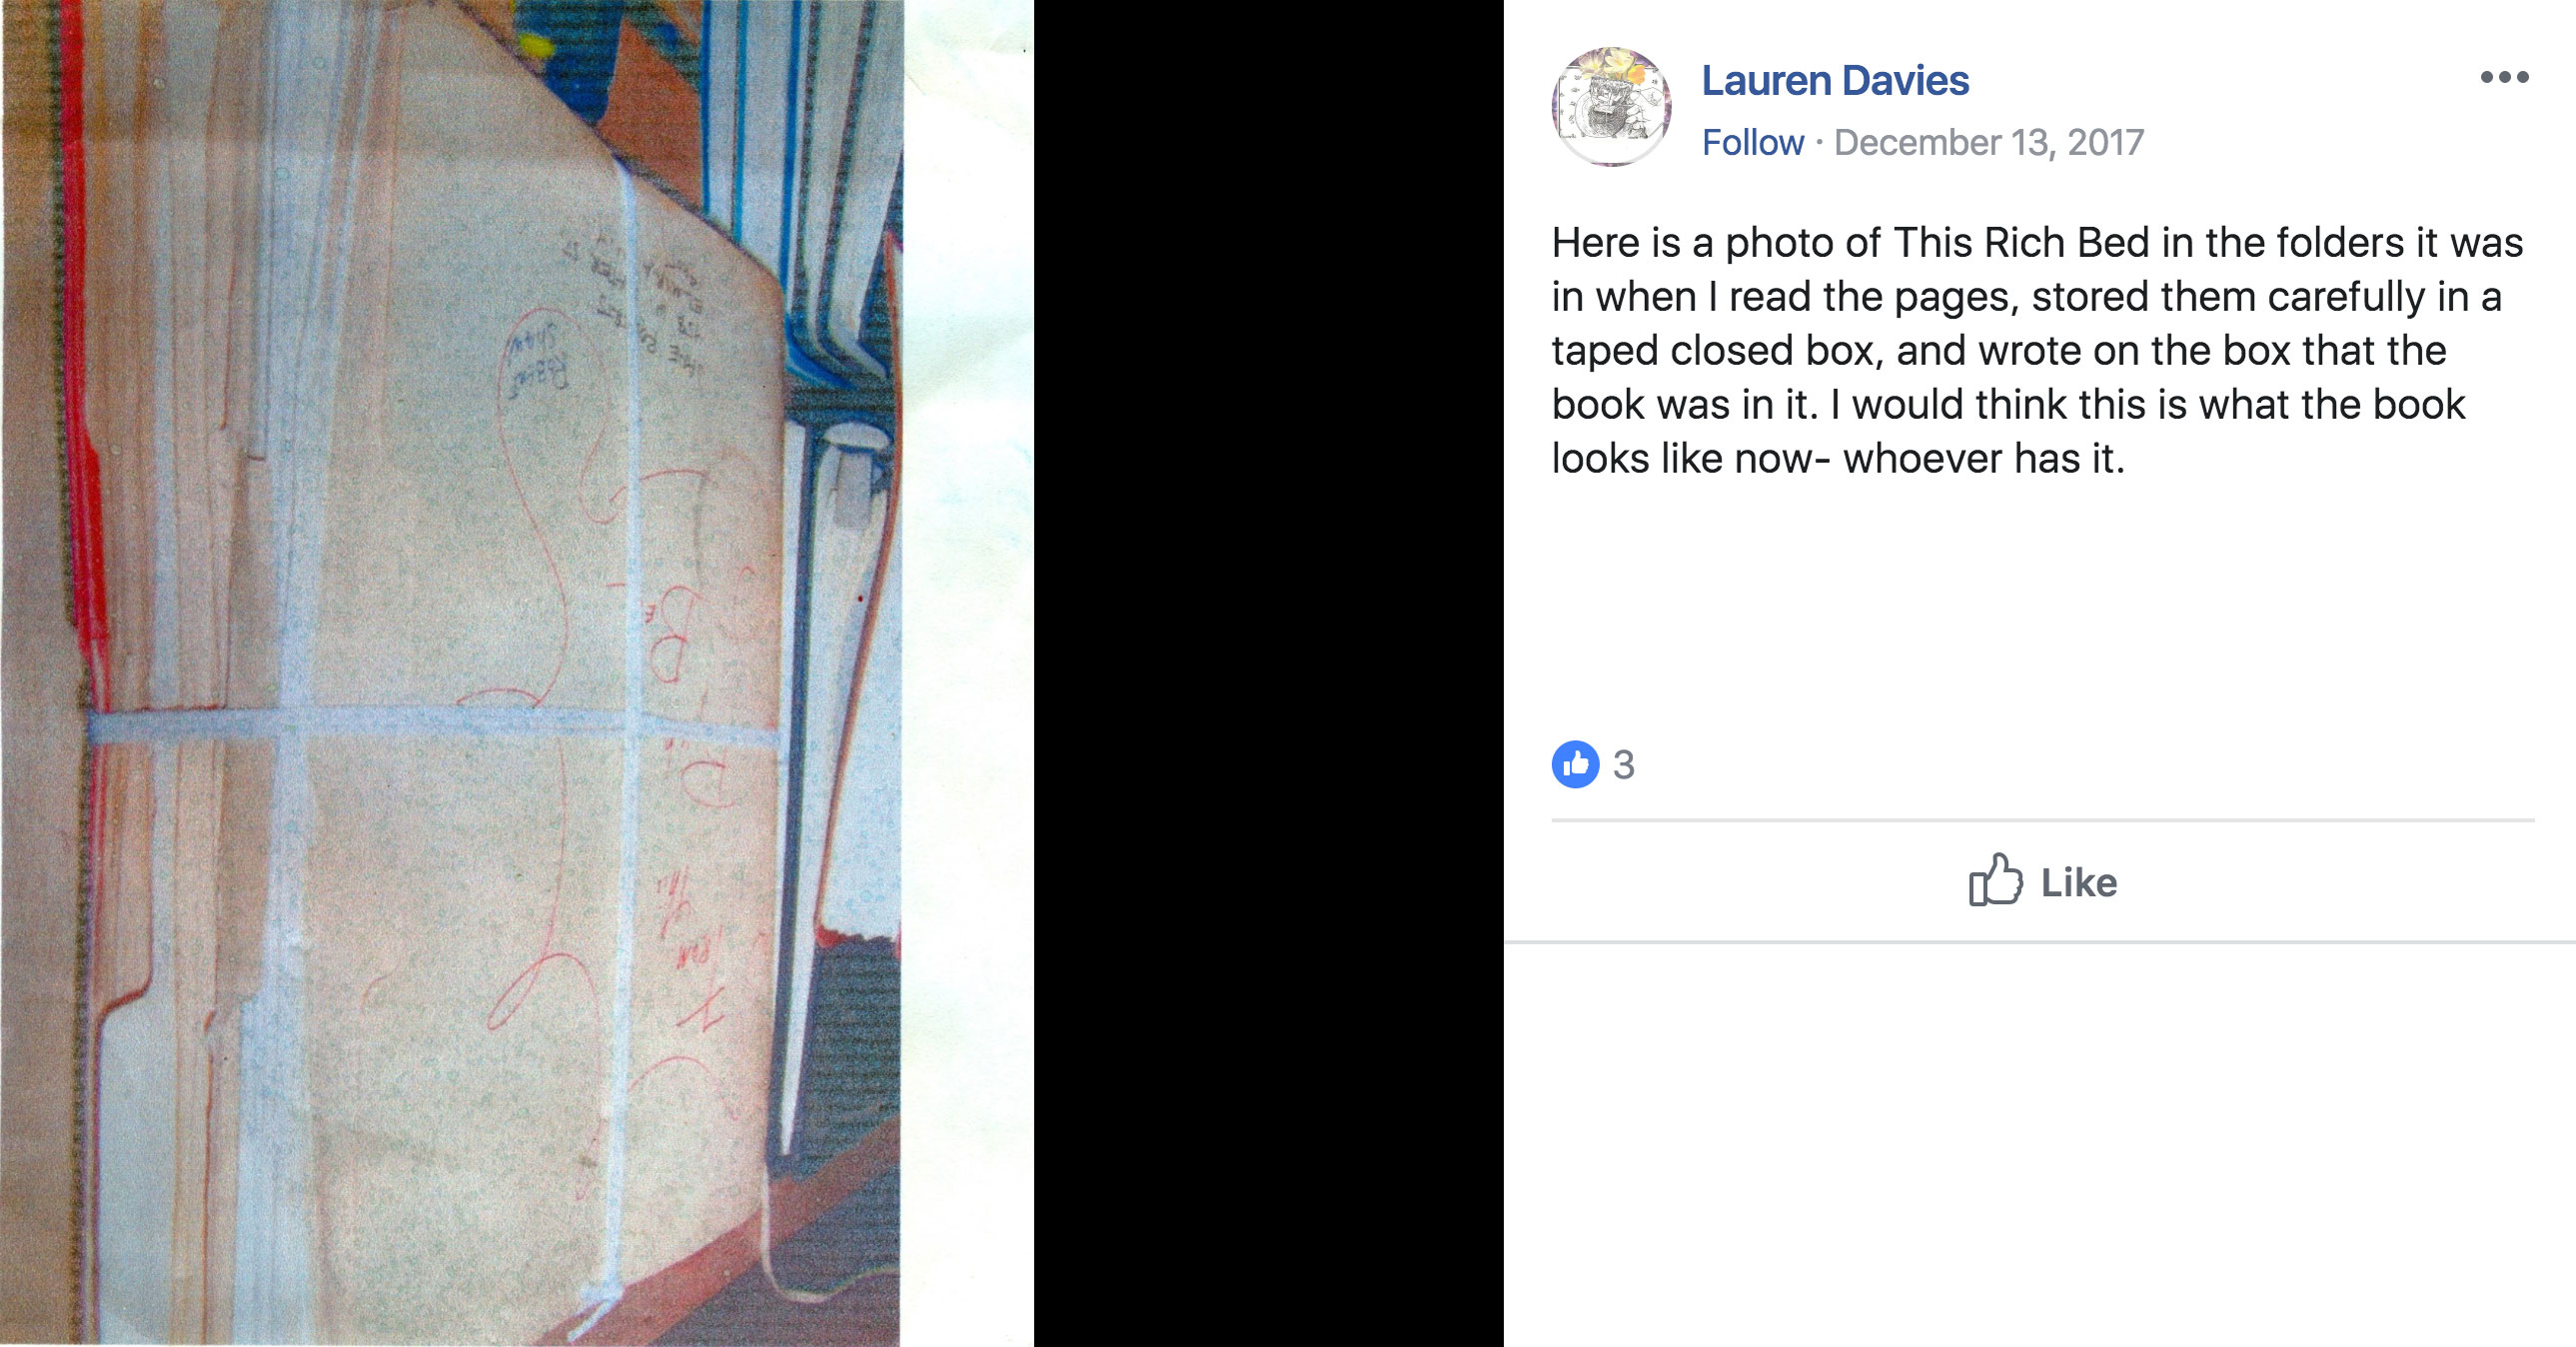 Lauren Davies
Follow · December 13, 2017
Here is a photo of This Rich Bed in the folders it was
in when I read the pages, stored them carefully in a
taped closed box, and wrote on the box that the
book was in it. I would think this is what the book
looks like now- whoever has it.
3
Like